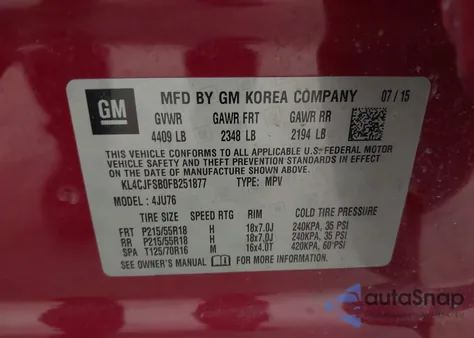 GM
MFD BY GM KOREA COMPANY 07 / 15
GVWR GAWR FRT GAWR RR
4409 LB 2348 LB 2194 LB
THIS VEHICLE CONFORMS TO ALL APPLICABLE U.S. FEDERAL MOTOR
VEHICLE SAFETY, BUMPER, AND THEFT PREVENTION STANDARDS
IN EFFECT ON THE DATE OF MANUFACTURE SHOWN ABOVE.
KL4CJFSB0FB251877 TYPE: MPV
MODEL : 4JU76
TIRE SIZE SPEED RTG RIM COLD TIRE PRESSURE
FRT P215/55R18 H 18x7.0J 240KPA, 35 PSI
RR P215/55R18 H 18x7.0J 240KPA, 35 PSI
SPA T125/70R16 M 16x4.0T 420KPA, 60 PSI
SEE OWNER'S MANUAL FOR MORE INFORMATION
autoSnap